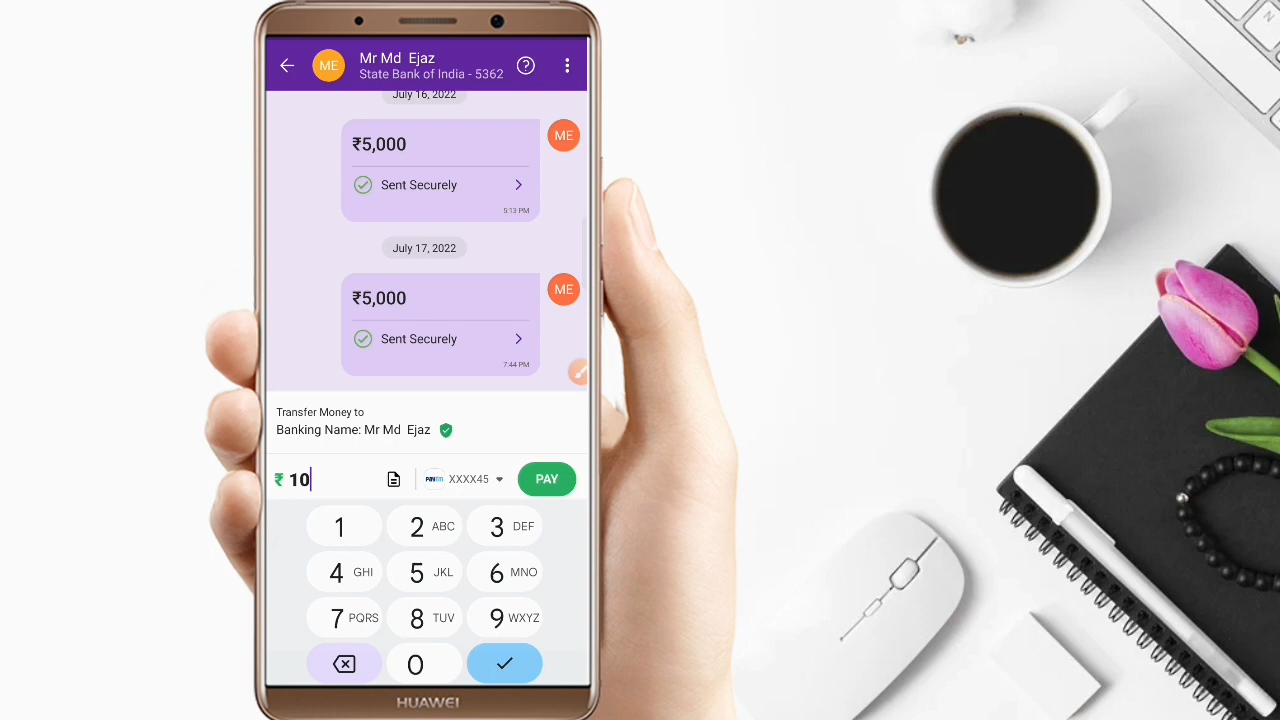 ME
Mr Md Ejaz
State Bank of India - 5362
July 16, 2022
₹5,000
ME
Sent Securely
5:13 PM
July 17, 2022
₹5,000
ME
Sent Securely
7:44 PM
Transfer Money to
Banking Name: Mr Md Ejaz
₹ 10
paytm
XXXX45
PAY
1
2 ABC
3 DEF
4 GHI
5 JKL
6 MNO
7 PQRS
8 TUV
9 WXYZ
0
HUAWEI
N